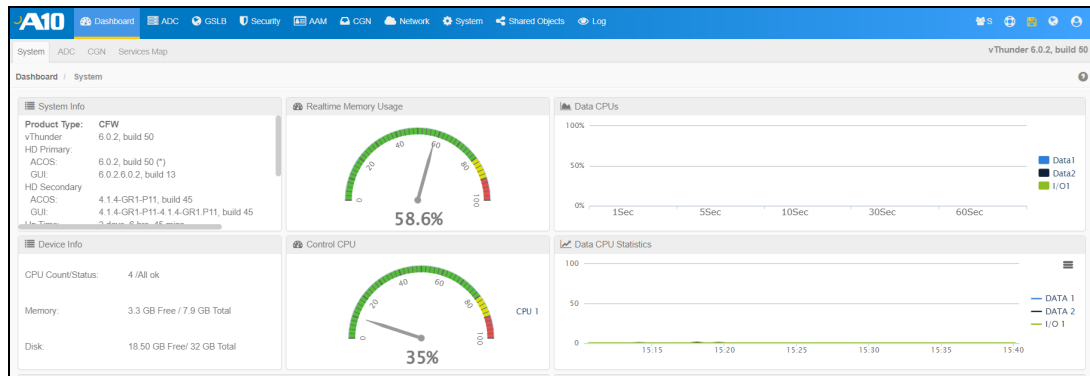 A10 Dashboard ADC GSLB Security AAM CGN Network System Shared Objects Log S
System ADC CGN Services Map vThunder 6.0.2, build 50
Dashboard / System
System Info
Product Type: CFW
vThunder 6.0.2, build 50
HD Primary:
ACOS: 6.0.2, build 50 (*)
GUI: 6.0.2.6.0.2, build 13
HD Secondary
ACOS: 4.1.4-GR1-P11, build 45
GUI: 4.1.4-GR1-P11-4.1.4-GR1.P11, build 45
Realtime Memory Usage
0 20 40 60 80 100
58.6%
Data CPUs
100%
50%
0%
1Sec 5Sec 10Sec 30Sec 60Sec
Data1
Data2
I/O1
Device Info
CPU Count/Status: 4 /All ok
Memory: 3.3 GB Free / 7.9 GB Total
Disk: 18.50 GB Free/ 32 GB Total
Control CPU
0 20 40 60 80 100
CPU 1
35%
Data CPU Statistics
100
50
0
15:15 15:20 15:25 15:30 15:35 15:40
DATA 1
DATA 2
I/O 1